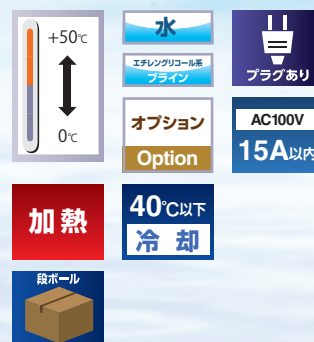 +50℃
0℃
水
エチレングリコール系
ブライン
プラグあり
オプション
Option
AC100V
15A以内
加熱
40℃以下
冷却
段ボール